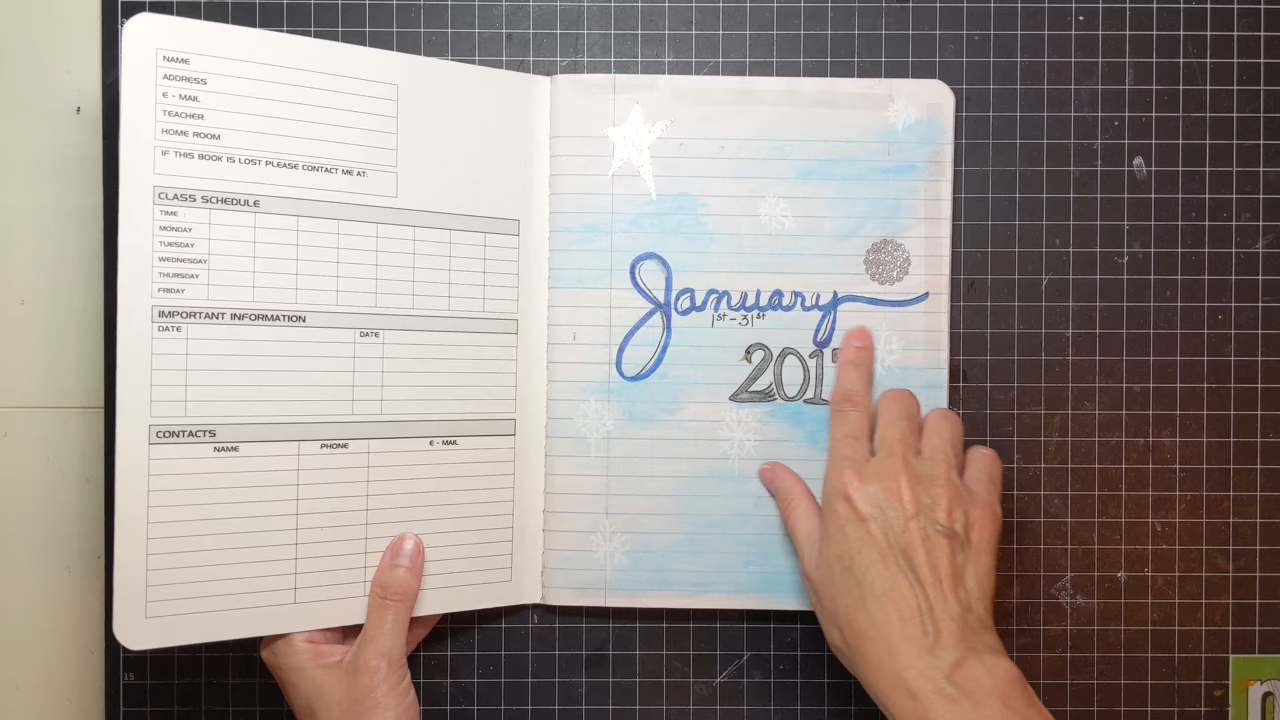 NAME
ADDRESS
E - MAIL
TEACHER
HOME ROOM
IF THIS BOOK IS LOST PLEASE CONTACT ME AT:
CLASS SCHEDULE
TIME :
MONDAY
TUESDAY
WEDNESDAY
THURSDAY
FRIDAY
IMPORTANT INFORMATION
DATE DATE
CONTACTS
NAME PHONE E - MAIL
January
1st - 31st
15